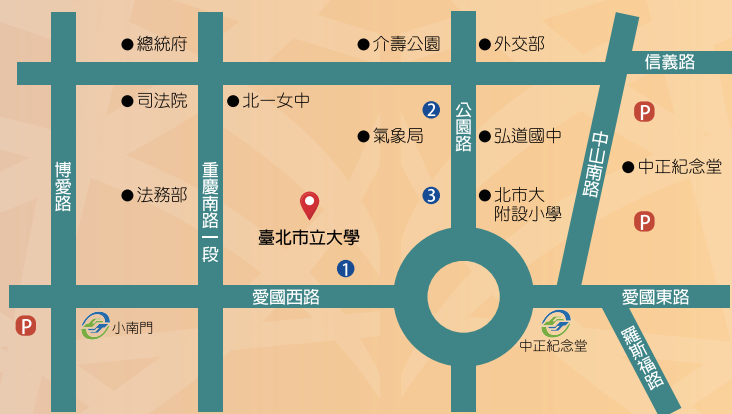 總統府
介壽公園
外交部
信義路
司法院
北一女中
2
公園路
氣象局
弘道國中
P
中山南路
中正紀念堂
博愛路
重慶南路一段
法務部
3
北市大
附設小學
P
臺北市立大學
1
愛國西路
愛國東路
P
小南門
中正紀念堂
羅斯福路